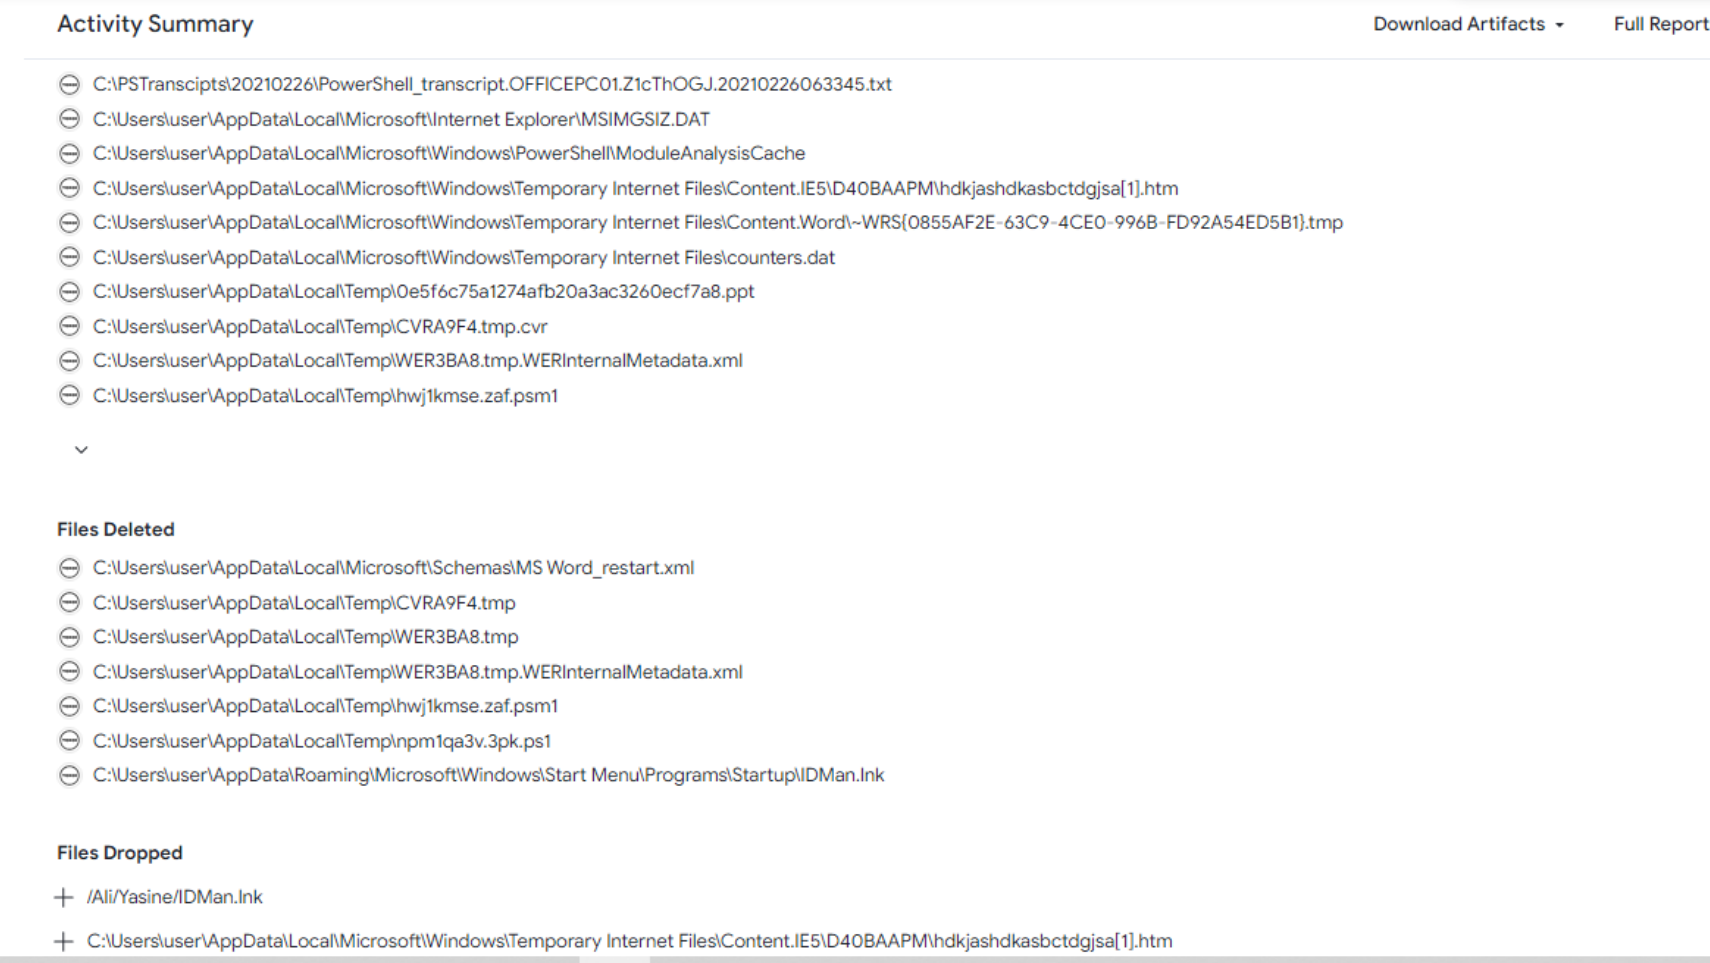 Activity Summary
Download Artifacts
Full Report
C:\PSTranscipts\20210226\PowerShell_transcript.OFFICEPC01.Z1cThOGJ.20210226063345.txt
C:\Users\user\AppData\Local\Microsoft\Internet Explorer\MSIMGSIZ.DAT
C:\Users\user\AppData\Local\Microsoft\Windows\PowerShell\ModuleAnalysisCache
C:\Users\user\AppData\Local\Microsoft\Windows\Temporary Internet Files\Content.IE5\D40BAAPM\hdkjashdkasbctdgjsa[1].htm
C:\Users\user\AppData\Local\Microsoft\Windows\Temporary Internet Files\Content.Word\~WRS{0855AF2E-63C9-4CE0-996B-FD92A54ED5B1}.tmp
C:\Users\user\AppData\Local\Microsoft\Windows\Temporary Internet Files\counters.dat
C:\Users\user\AppData\Local\Temp\0e5f6c75a1274afb20a3ac3260ecf7a8.ppt
C:\Users\user\AppData\Local\Temp\CVRA9F4.tmp.cvr
C:\Users\user\AppData\Local\Temp\WER3BA8.tmp.WERInternalMetadata.xml
C:\Users\user\AppData\Local\Temp\hwj1kmse.zaf.psm1
Files Deleted
C:\Users\user\AppData\Local\Microsoft\Schemas\MS Word_restart.xml
C:\Users\user\AppData\Local\Temp\CVRA9F4.tmp
C:\Users\user\AppData\Local\Temp\WER3BA8.tmp
C:\Users\user\AppData\Local\Temp\WER3BA8.tmp.WERInternalMetadata.xml
C:\Users\user\AppData\Local\Temp\hwj1kmse.zaf.psm1
C:\Users\user\AppData\Local\Temp\npm1qa3v.3pk.ps1
C:\Users\user\AppData\Roaming\Microsoft\Windows\Start Menu\Programs\Startup\IDMan.lnk
Files Dropped
/Ali/Yasine/IDMan.lnk
C:\Users\user\AppData\Local\Microsoft\Windows\Temporary Internet Files\Content.IE5\D40BAAPM\hdkjashdkasbctdgjsa[1].htm